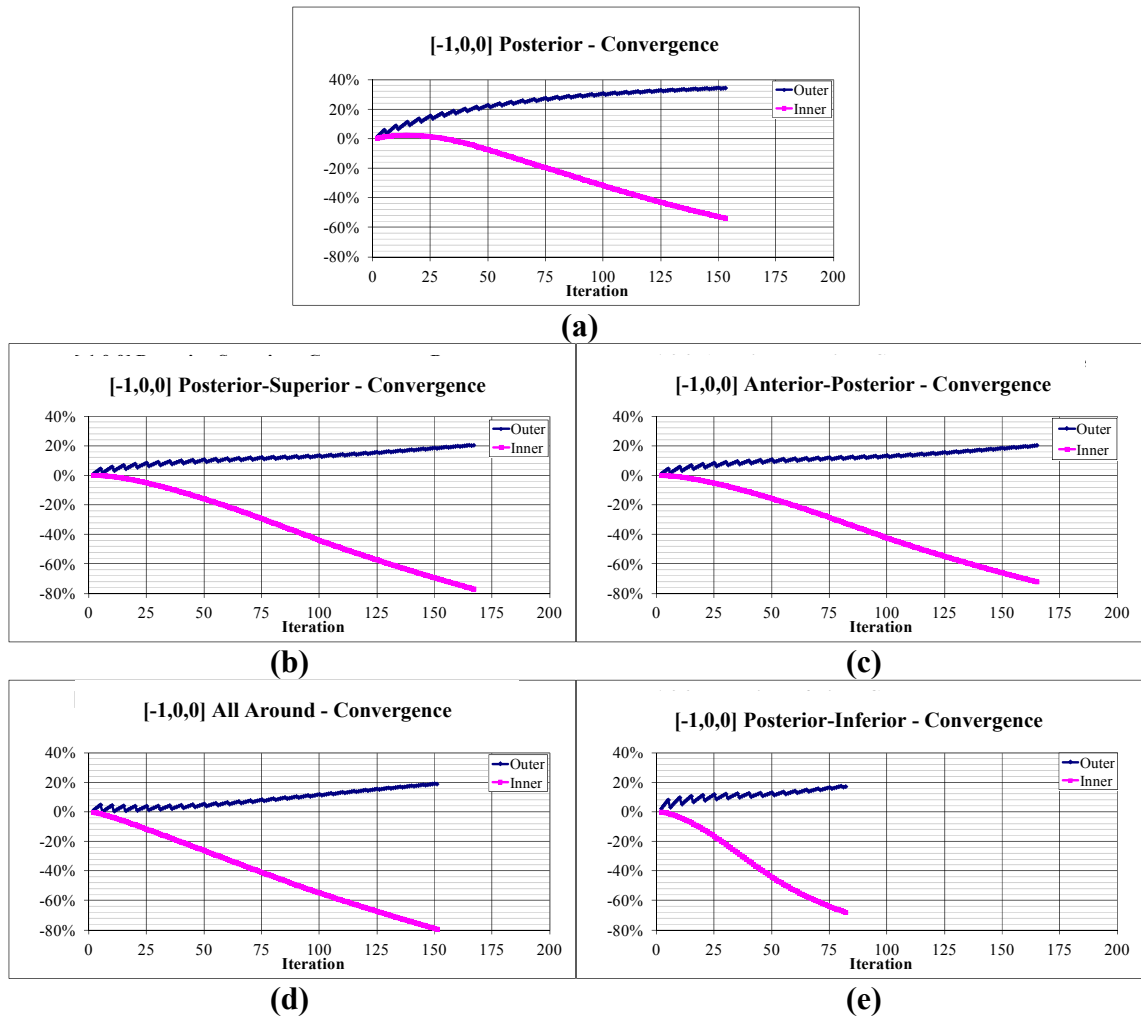 [-1,0,0] Posterior - Convergence
40%
20%
0%
-20%
-40%
-60%
-80%
Outer
Inner
0 25 50 75 100 125 150 175 200
Iteration
(a)
[-1,0,0] Posterior-Superior - Convergence
40%
20%
0%
-20%
-40%
-60%
-80%
Outer
Inner
0 25 50 75 100 125 150 175 200
Iteration
(b)
[-1,0,0] Anterior-Posterior - Convergence
40%
20%
0%
-20%
-40%
-60%
-80%
Outer
Inner
0 25 50 75 100 125 150 175 200
Iteration
(c)
[-1,0,0] All Around - Convergence
40%
20%
0%
-20%
-40%
-60%
-80%
Outer
Inner
0 25 50 75 100 125 150 175 200
Iteration
(d)
[-1,0,0] Posterior-Inferior - Convergence
40%
20%
0%
-20%
-40%
-60%
-80%
Outer
Inner
0 25 50 75 100 125 150 175 200
Iteration
(e)